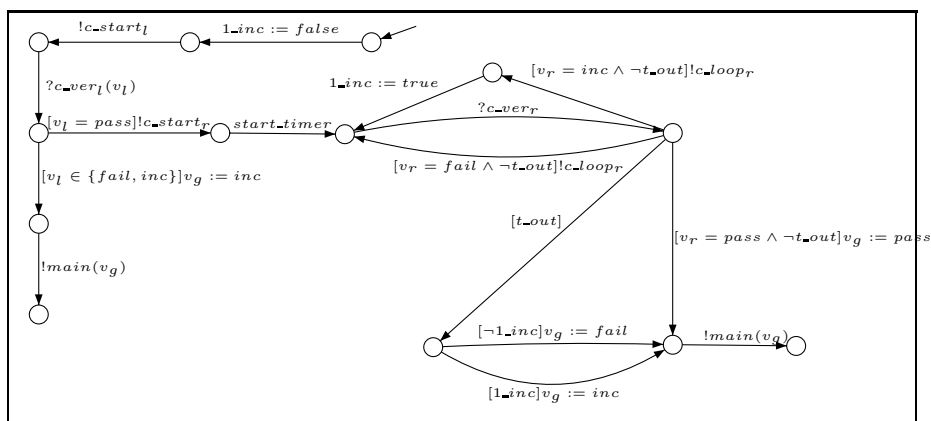 !c_start_l
1_inc := false
?c_ver_l(v_l)
1_inc := true
[v_r = inc ∧ ¬t_out]!c_loop_r
?c_ver_r
[v_l = pass]!c_start_r
start_timer
[v_r = fail ∧ ¬t_out]!c_loop_r
[v_l ∈ {fail, inc}]v_g := inc
[t_out]
[v_r = pass ∧ ¬t_out]v_g := pass
!main(v_g)
[¬1_inc]v_g := fail
!main(v_g)
[1_inc]v_g := inc